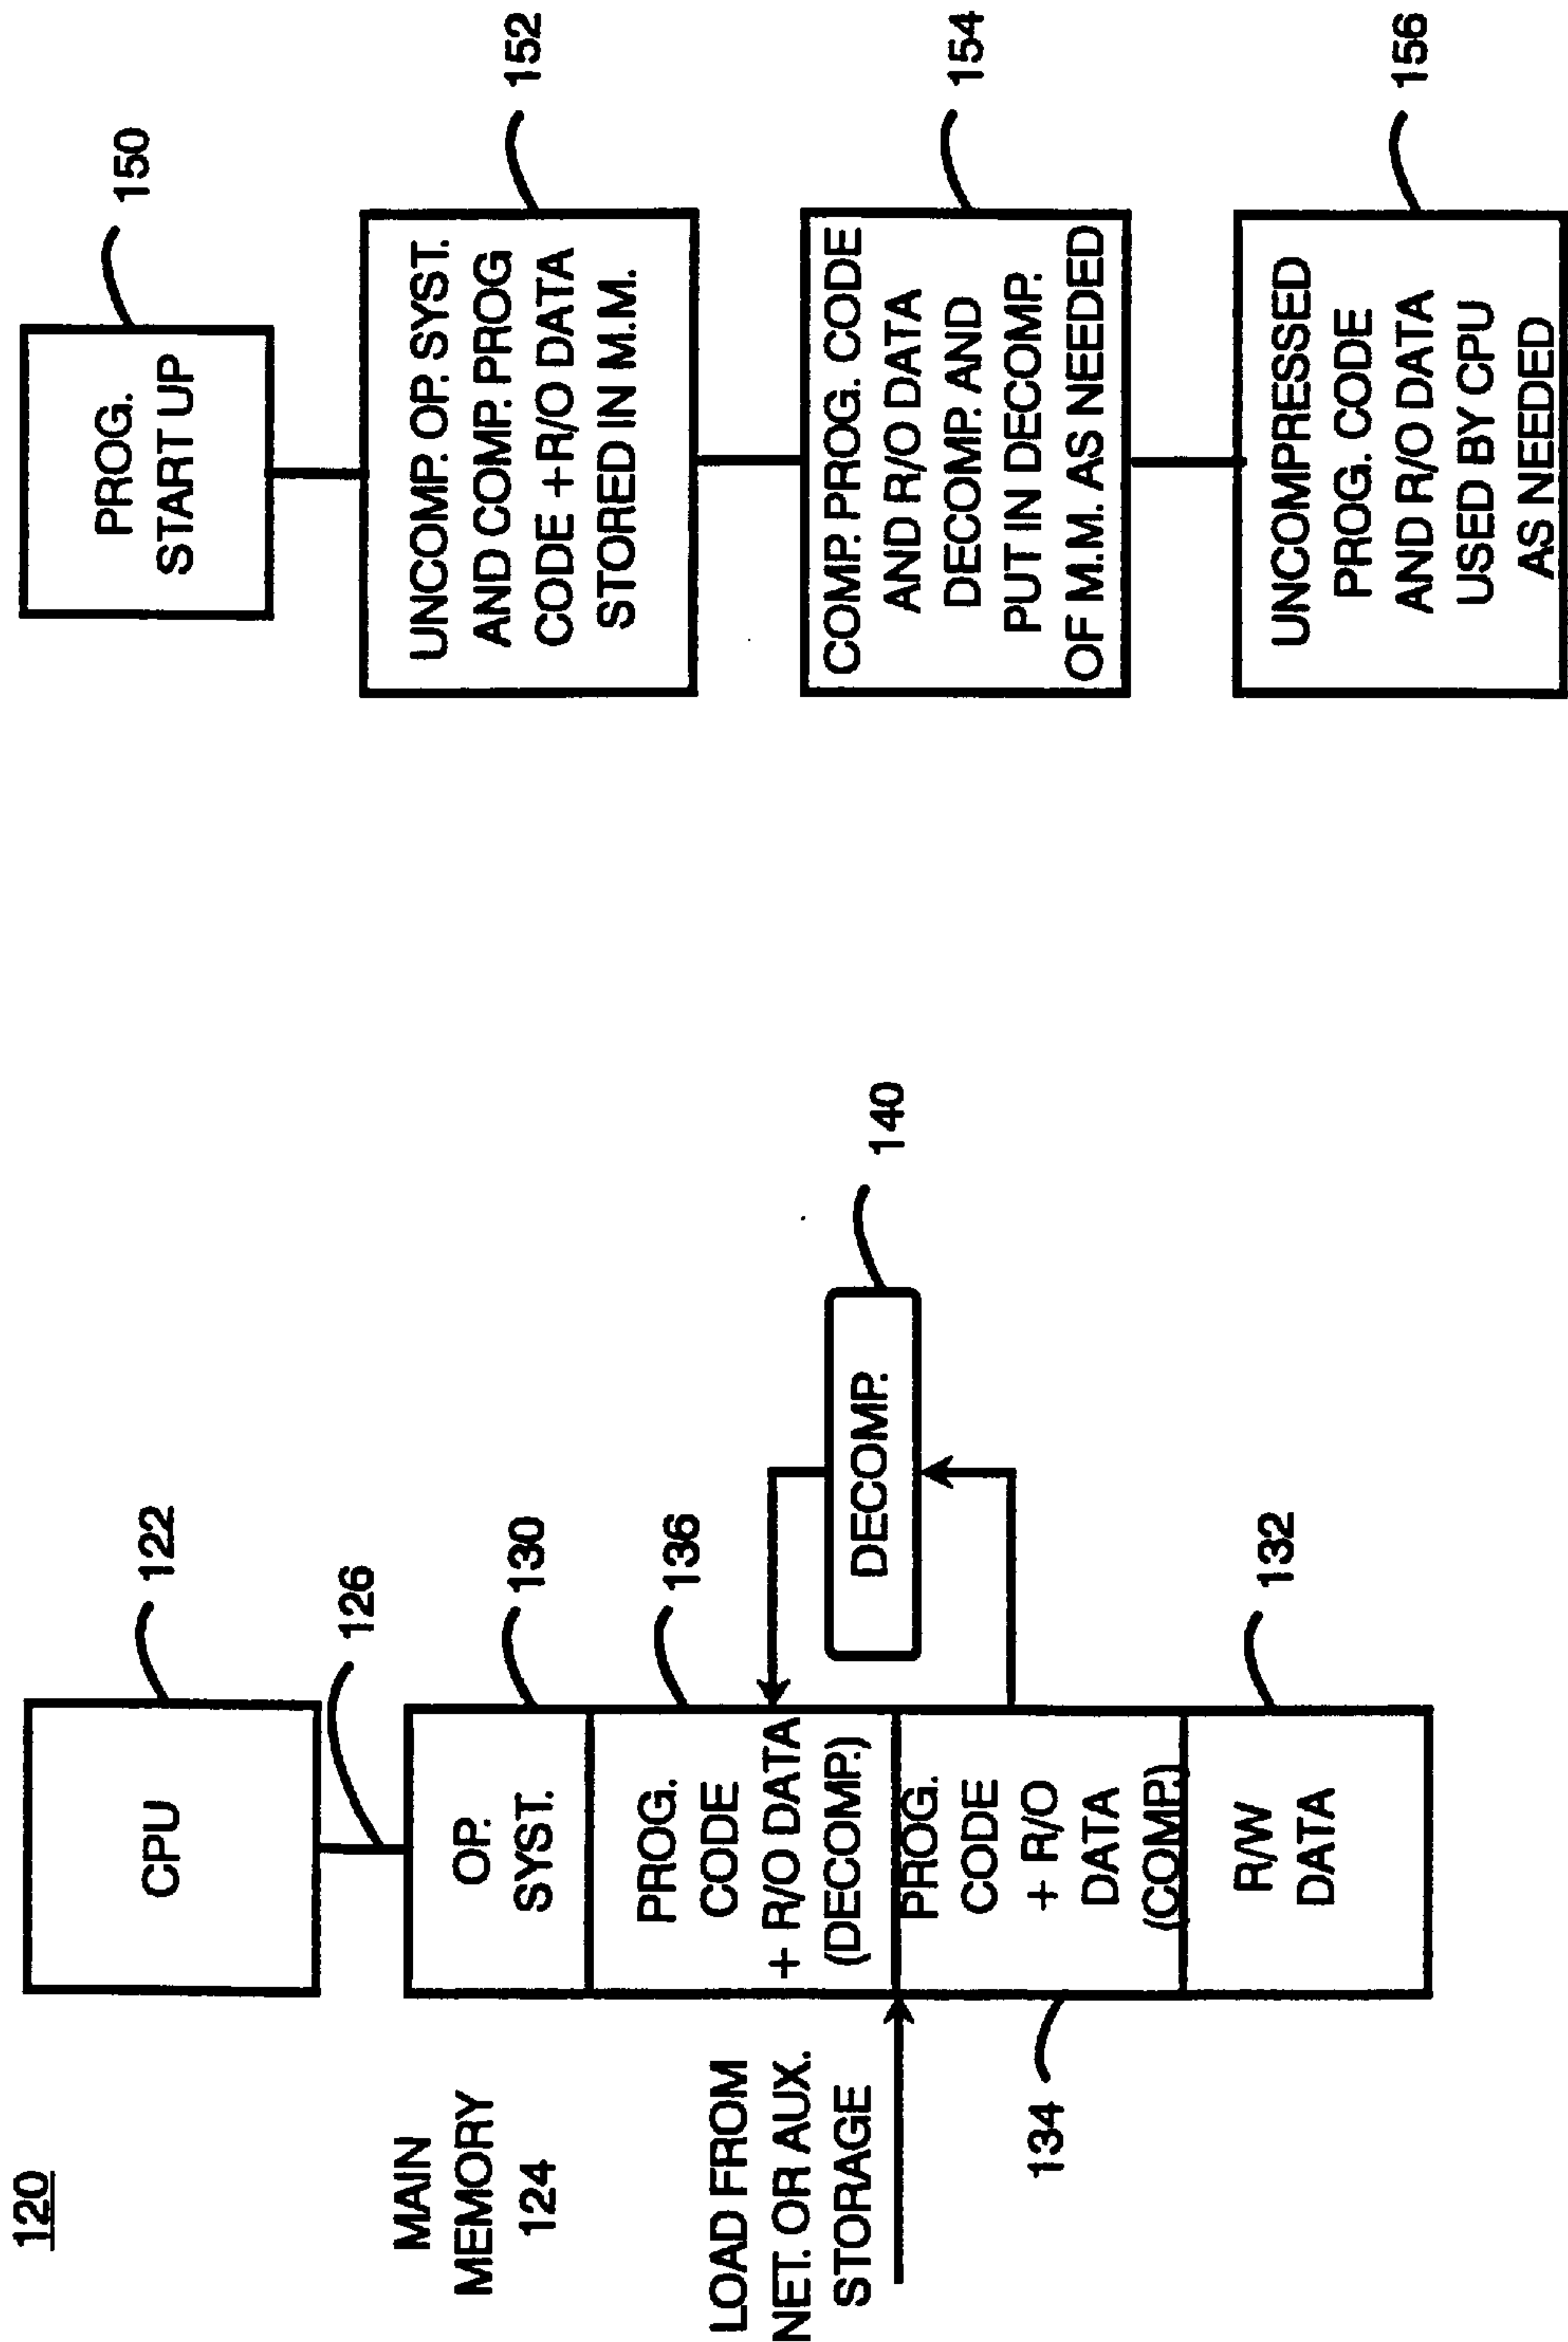 120
CPU
122
126
MAIN
MEMORY
124
OP.
SYST.
130
PROG.
CODE
+ R/O DATA
(DECOMP.)
136
LOAD FROM
NET. OR AUX.
STORAGE
PROG.
CODE
+ R/O
DATA
(COMP.)
134
DECOMP.
140
R/W
DATA
132
PROG.
START UP
150
UNCOMP. OP. SYST.
AND COMP. PROG
CODE +R/O DATA
STORED IN M.M.
152
COMP. PROG. CODE
AND R/O DATA
DECOMP. AND
PUT IN DECOMP.
OF M.M. AS NEEDED
154
UNCOMPRESSED
PROG. CODE
AND R/O DATA
USED BY CPU
AS NEEDED
156